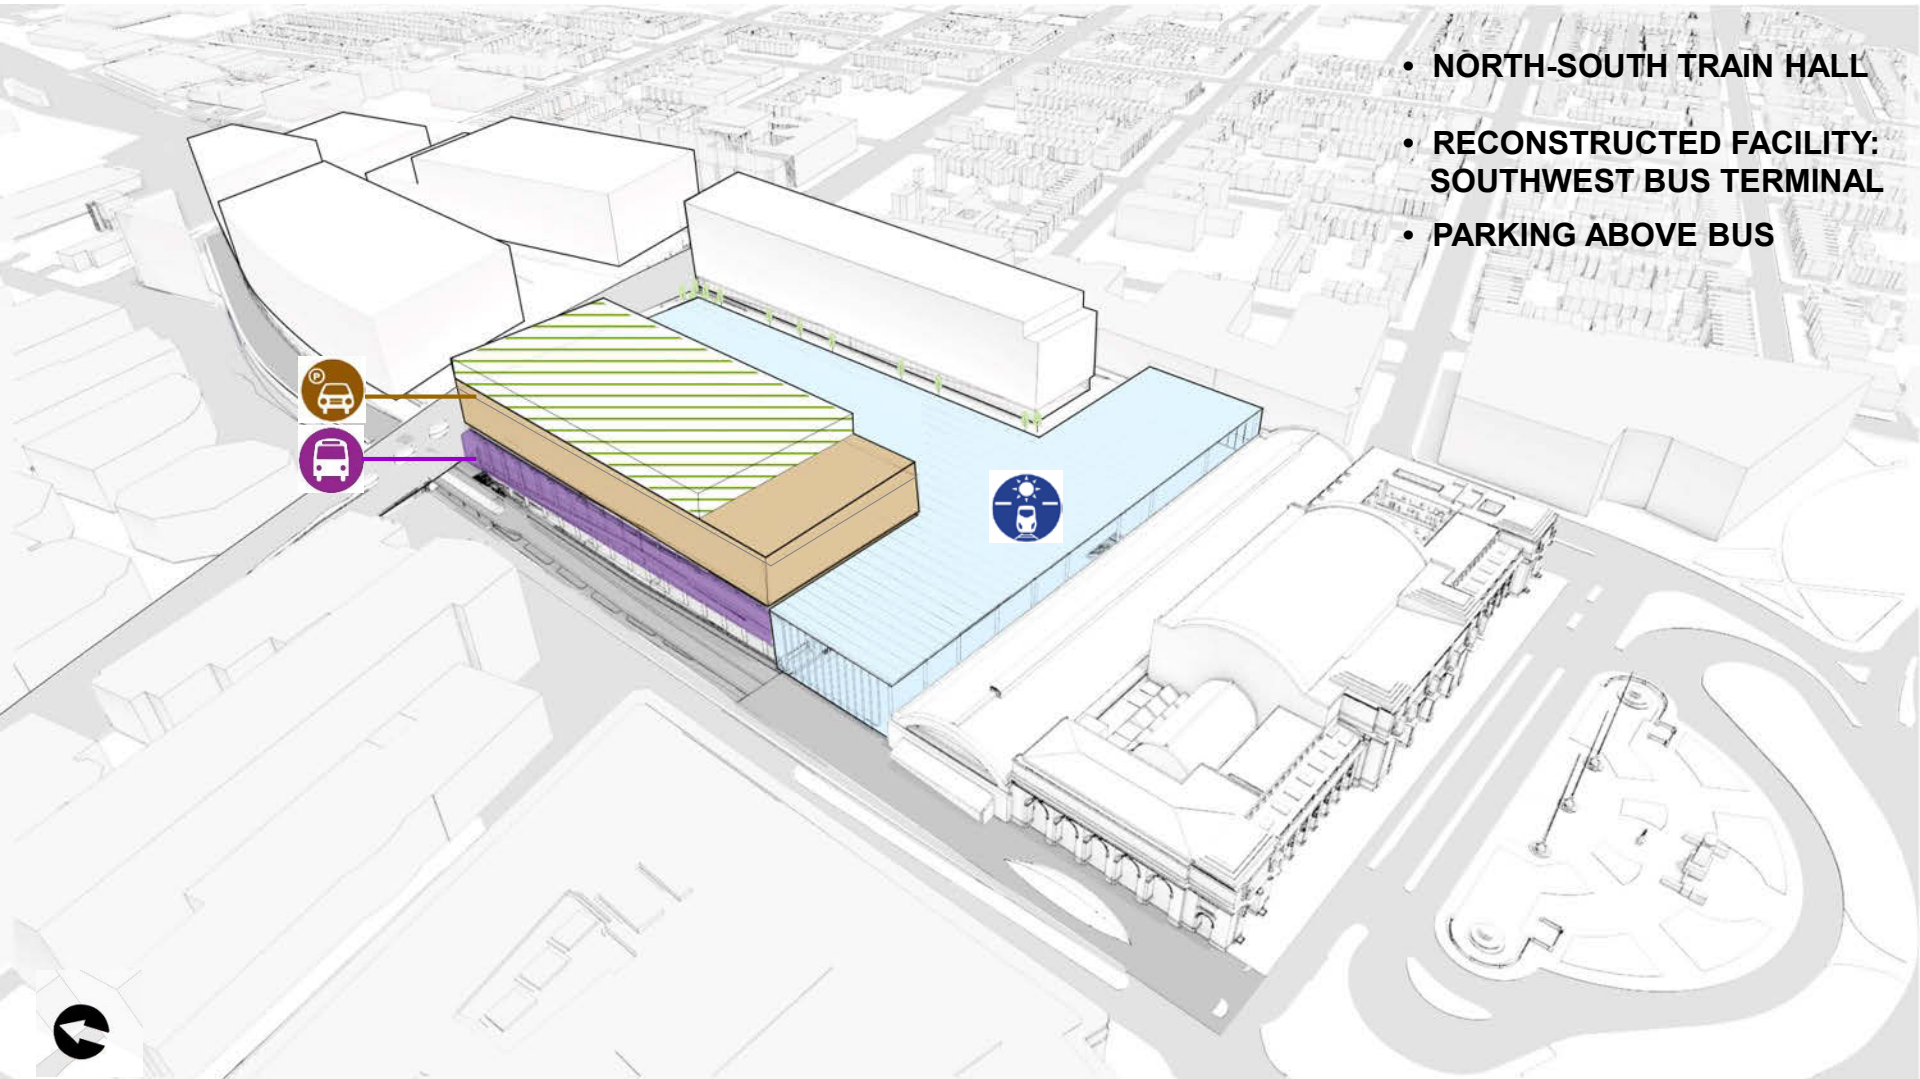 • NORTH-SOUTH TRAIN HALL
• RECONSTRUCTED FACILITY:
SOUTHWEST BUS TERMINAL
• PARKING ABOVE BUS
P